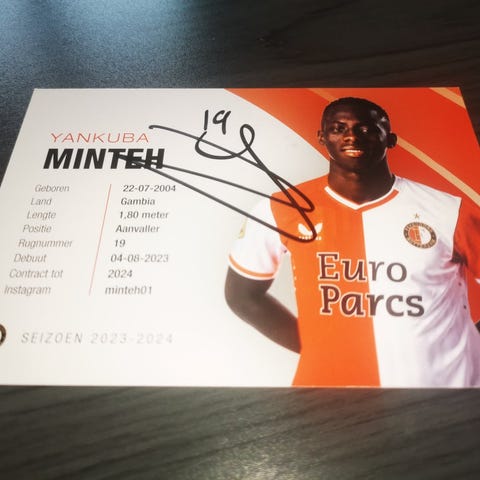 YANKUBA
MINTEH
19
Geboren 22-07-2004
Land Gambia
Lengte 1,80 meter
Positie Aanvaller
Rugnummer 19
Debuut 04-08-2023
Contract tot 2024
Instagram minteh01
SEIZOEN 2023-2024
Euro
Parcs